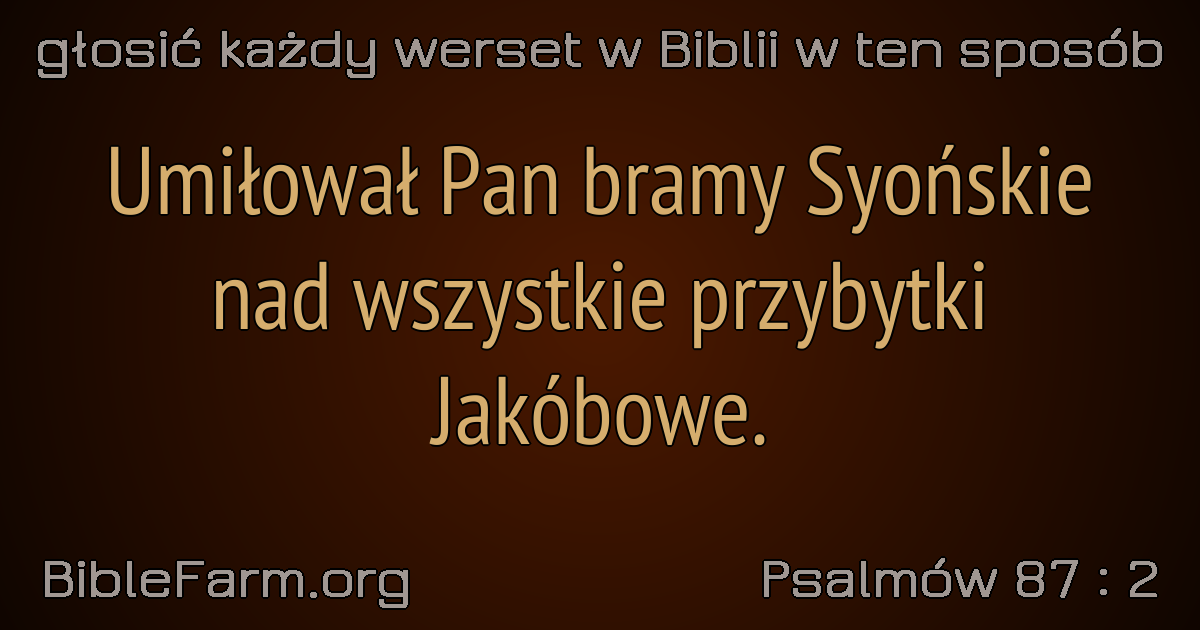 głosić każdy werset w Biblii w ten sposób
Umiłował Pan bramy Syońskie
nad wszystkie przybytki
Jakóbowe.
BibleFarm.org
Psalmów 87 : 2